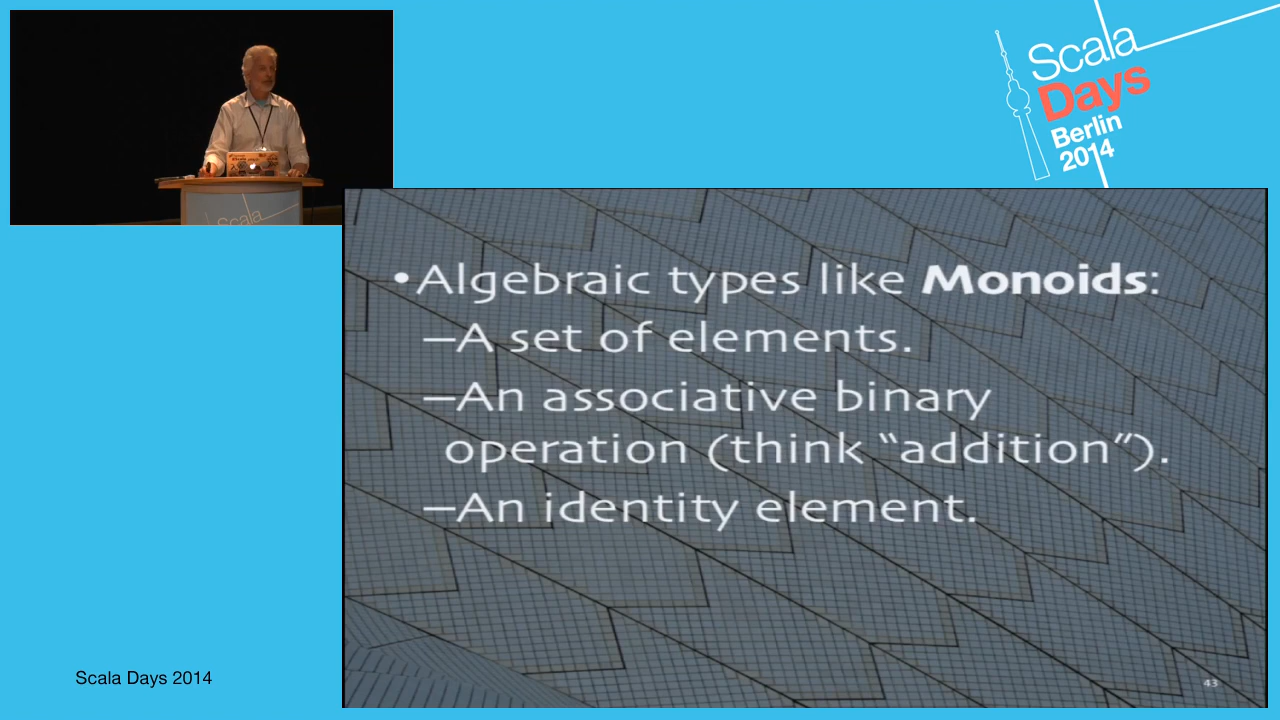 Scala
Days
Berlin
2014
Scala
•Algebraic types like Monoids:
–A set of elements.
–An associative binary
operation (think “addition”).
–An identity element.
43
Scala Days 2014